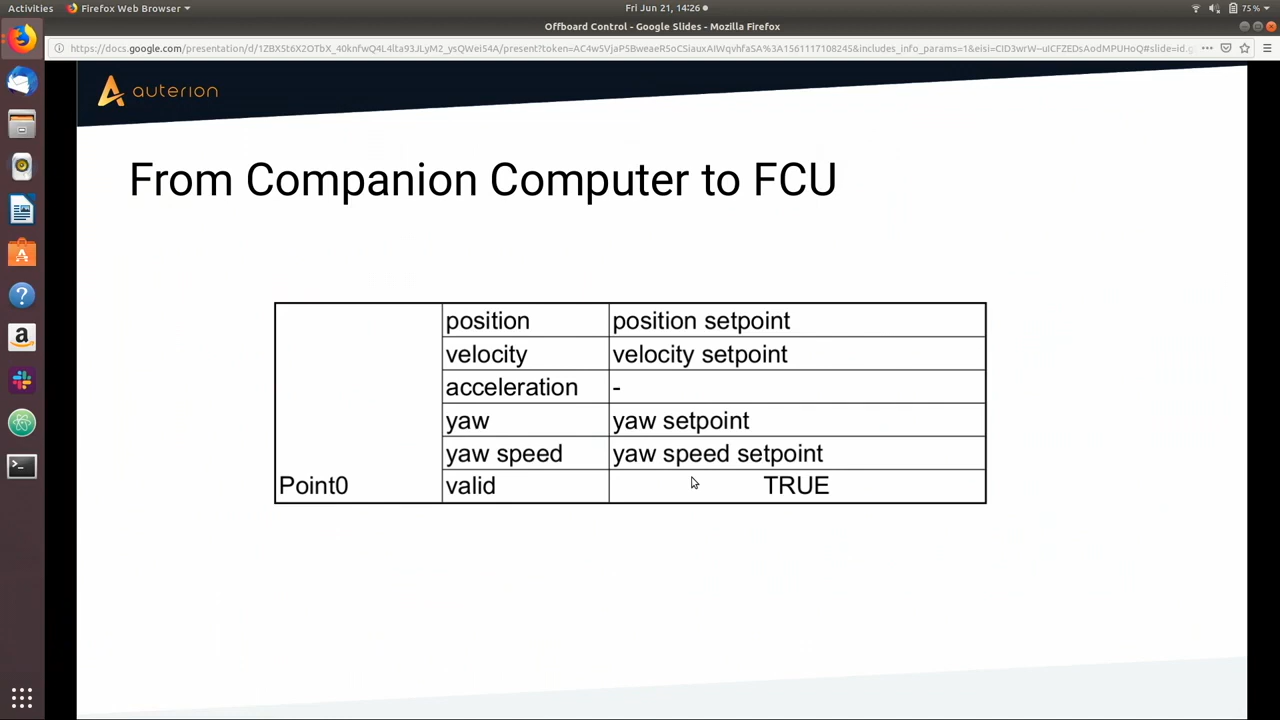 Activities Firefox Web Browser Fri Jun 21, 14:26 75%
Offboard Control - Google Slides - Mozilla Firefox
auterion
From Companion Computer to FCU
position position setpoint
velocity velocity setpoint
acceleration -
yaw yaw setpoint
yaw speed yaw speed setpoint
Point0 valid TRUE